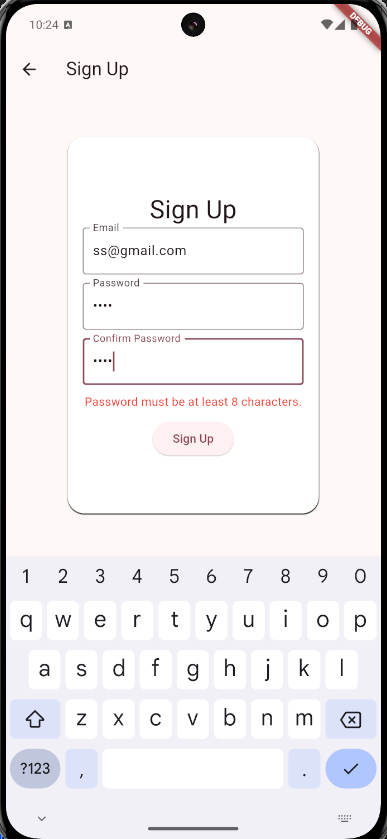 10:24
DEBUG
Sign Up
Sign Up
Email
ss@gmail.com
Password
••••
Confirm Password
••••
Password must be at least 8 characters.
Sign Up
1 2 3 4 5 6 7 8 9 0
q w e r t y u i o p
a s d f g h j k l
z x c v b n m
?123 , .